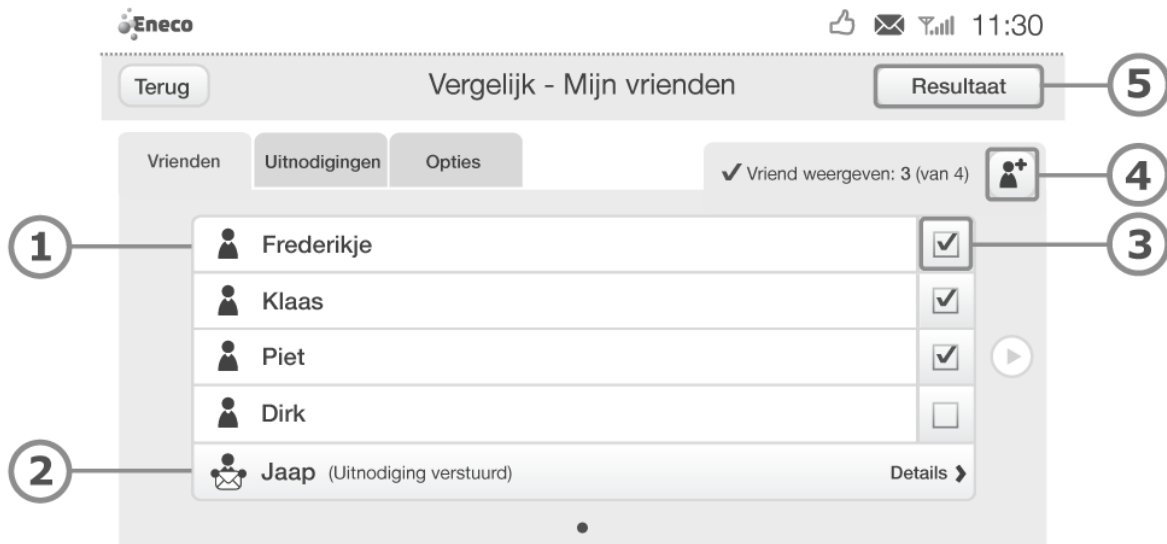 Eneco
11:30
Terug
Vergelijk - Mijn vrienden
Resultaat
5
Vrienden
Uitnodigingen
Opties
Vriend weergeven: 3 (van 4)
4
1
Frederikje
3
Klaas
Piet
Dirk
2
Jaap (Uitnodiging verstuurd)
Details